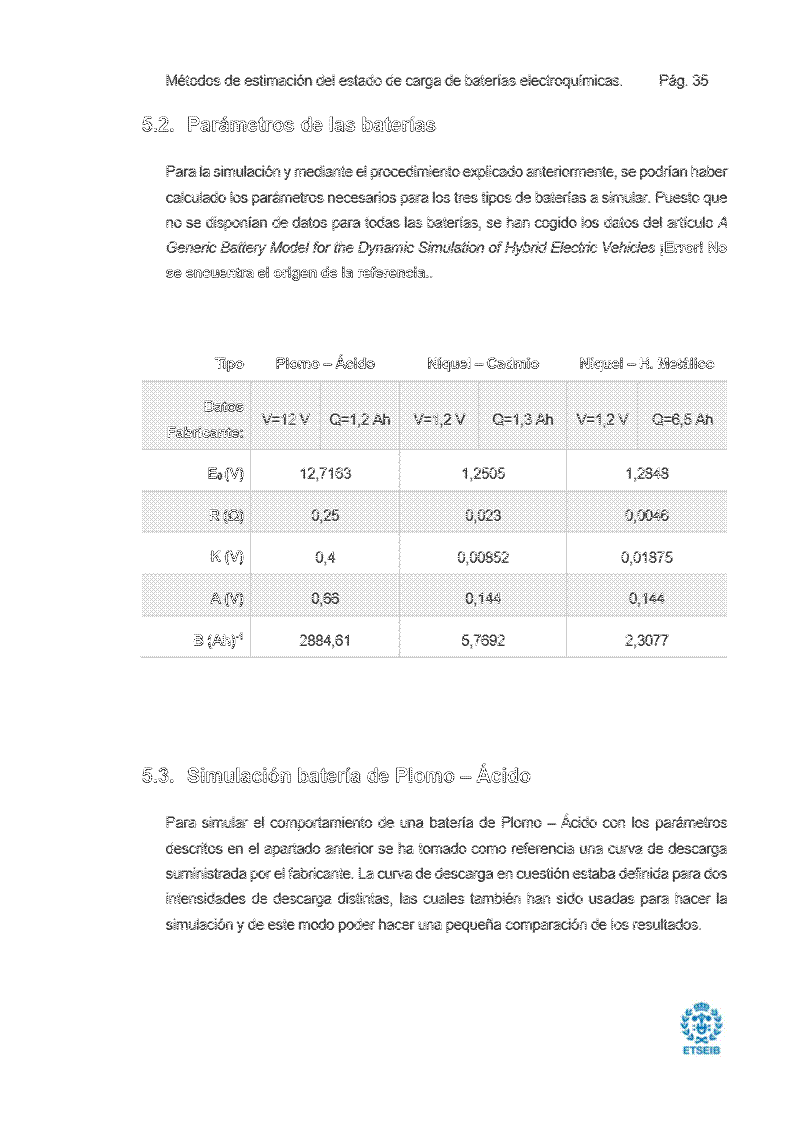 Métodos de estimación del estado de carga de baterías electroquímicas. Pág. 35
5.2. Parámetros de las baterías
Para la simulación y mediante el procedimiento explicado anteriormente, se podrían haber
calculado los parámetros necesarios para los tres tipos de baterías a simular. Puesto que
no se disponían de datos para todas las baterías, se han cogido los datos del artículo A
Generic Battery Model for the Dynamic Simulation of Hybrid Electric Vehicles ¡Error! No
se encuentra el origen de la referencia..
Tipo Plomo – Ácido Níquel – Cadmio Níquel – H. Metálico
Datos
Fabricante: V=12 V Q=1,2 Ah V=1,2 V Q=1,3 Ah V=1,2 V Q=6,5 Ah
E₀ (V) 12,7163 1,2505 1,2848
R (Ω) 0,25 0,023 0,0046
K (V) 0,4 0,00852 0,01875
A (V) 0,66 0,144 0,144
B (Ah)⁻¹ 2884,61 5,7692 2,3077
5.3. Simulación batería de Plomo – Ácido
Para simular el comportamiento de una batería de Plomo – Ácido con los parámetros
descritos en el apartado anterior se ha tomado como referencia una curva de descarga
suministrada por el fabricante. La curva de descarga en cuestión estaba definida para dos
intensidades de descarga distintas, las cuales también han sido usadas para hacer la
simulación y de este modo poder hacer una pequeña comparación de los resultados.
ETSEIB